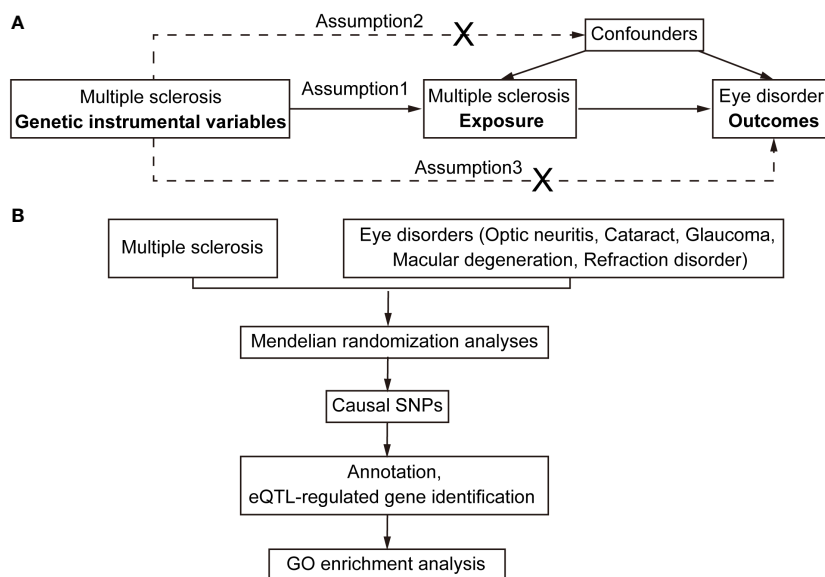 A
Assumption2
X
Confounders
Multiple sclerosis
Genetic instrumental variables
Assumption1
Multiple sclerosis
Exposure
Eye disorder
Outcomes
Assumption3
X
B
Multiple sclerosis
Eye disorders (Optic neuritis, Cataract, Glaucoma,
Macular degeneration, Refraction disorder)
Mendelian randomization analyses
Causal SNPs
Annotation,
eQTL-regulated gene identification
GO enrichment analysis